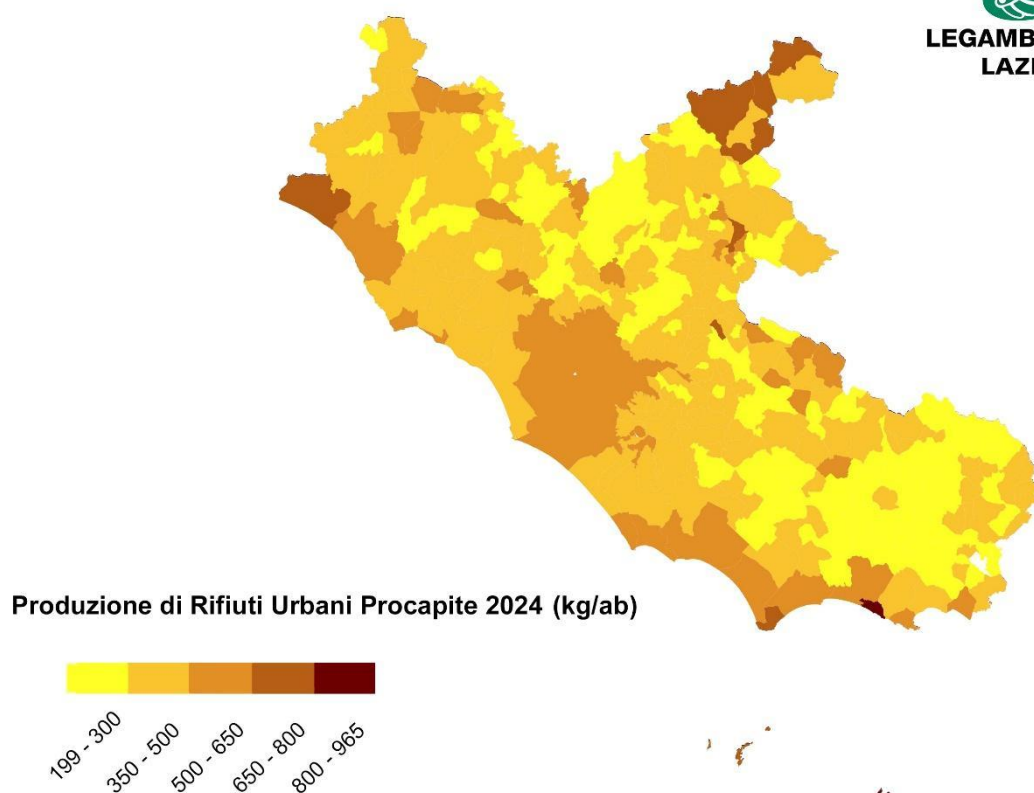 LEGAMB
LAZ
Produzione di Rifiuti Urbani Procapite 2024 (kg/ab)
199 - 300
350 - 500
500 - 650
650 - 800
800 - 965